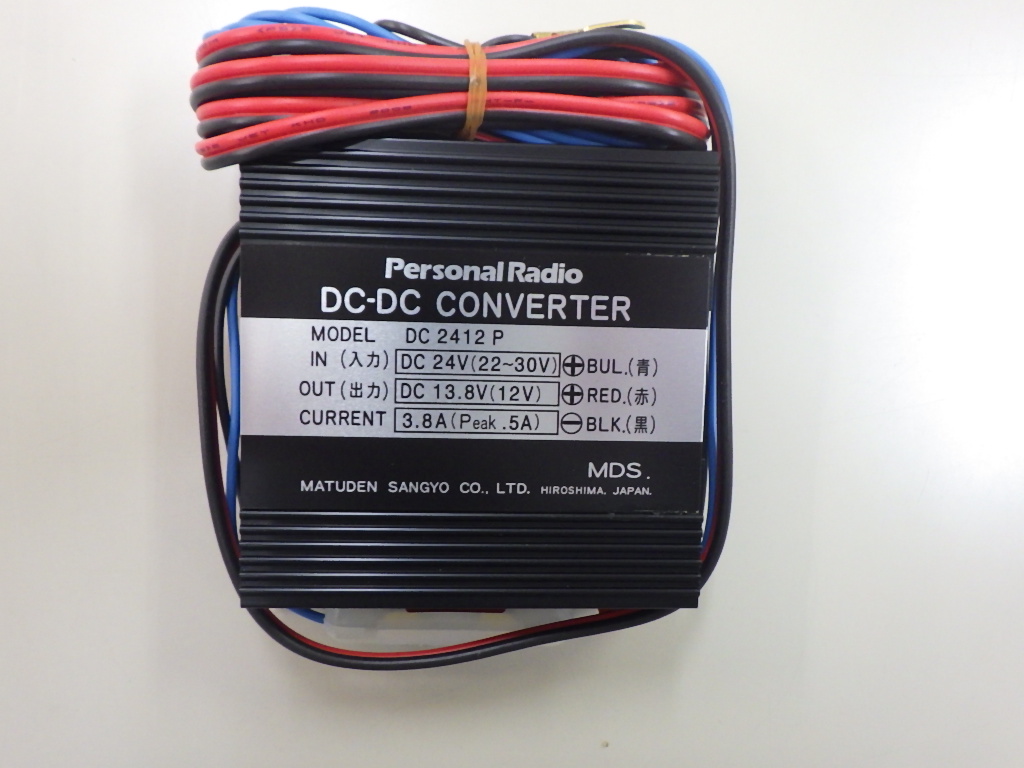 Personal Radio
DC-DC CONVERTER
MODEL DC 2412 P
IN (入力) DC 24V(22~30V) ⊕ BUL.(青)
OUT (出力) DC 13.8V(12V) ⊕ RED.(赤)
CURRENT 3.8A(Peak .5A) ⊖ BLK.(黒)
MDS.
MATUDEN SANGYO CO., LTD. HIROSHIMA. JAPAN.